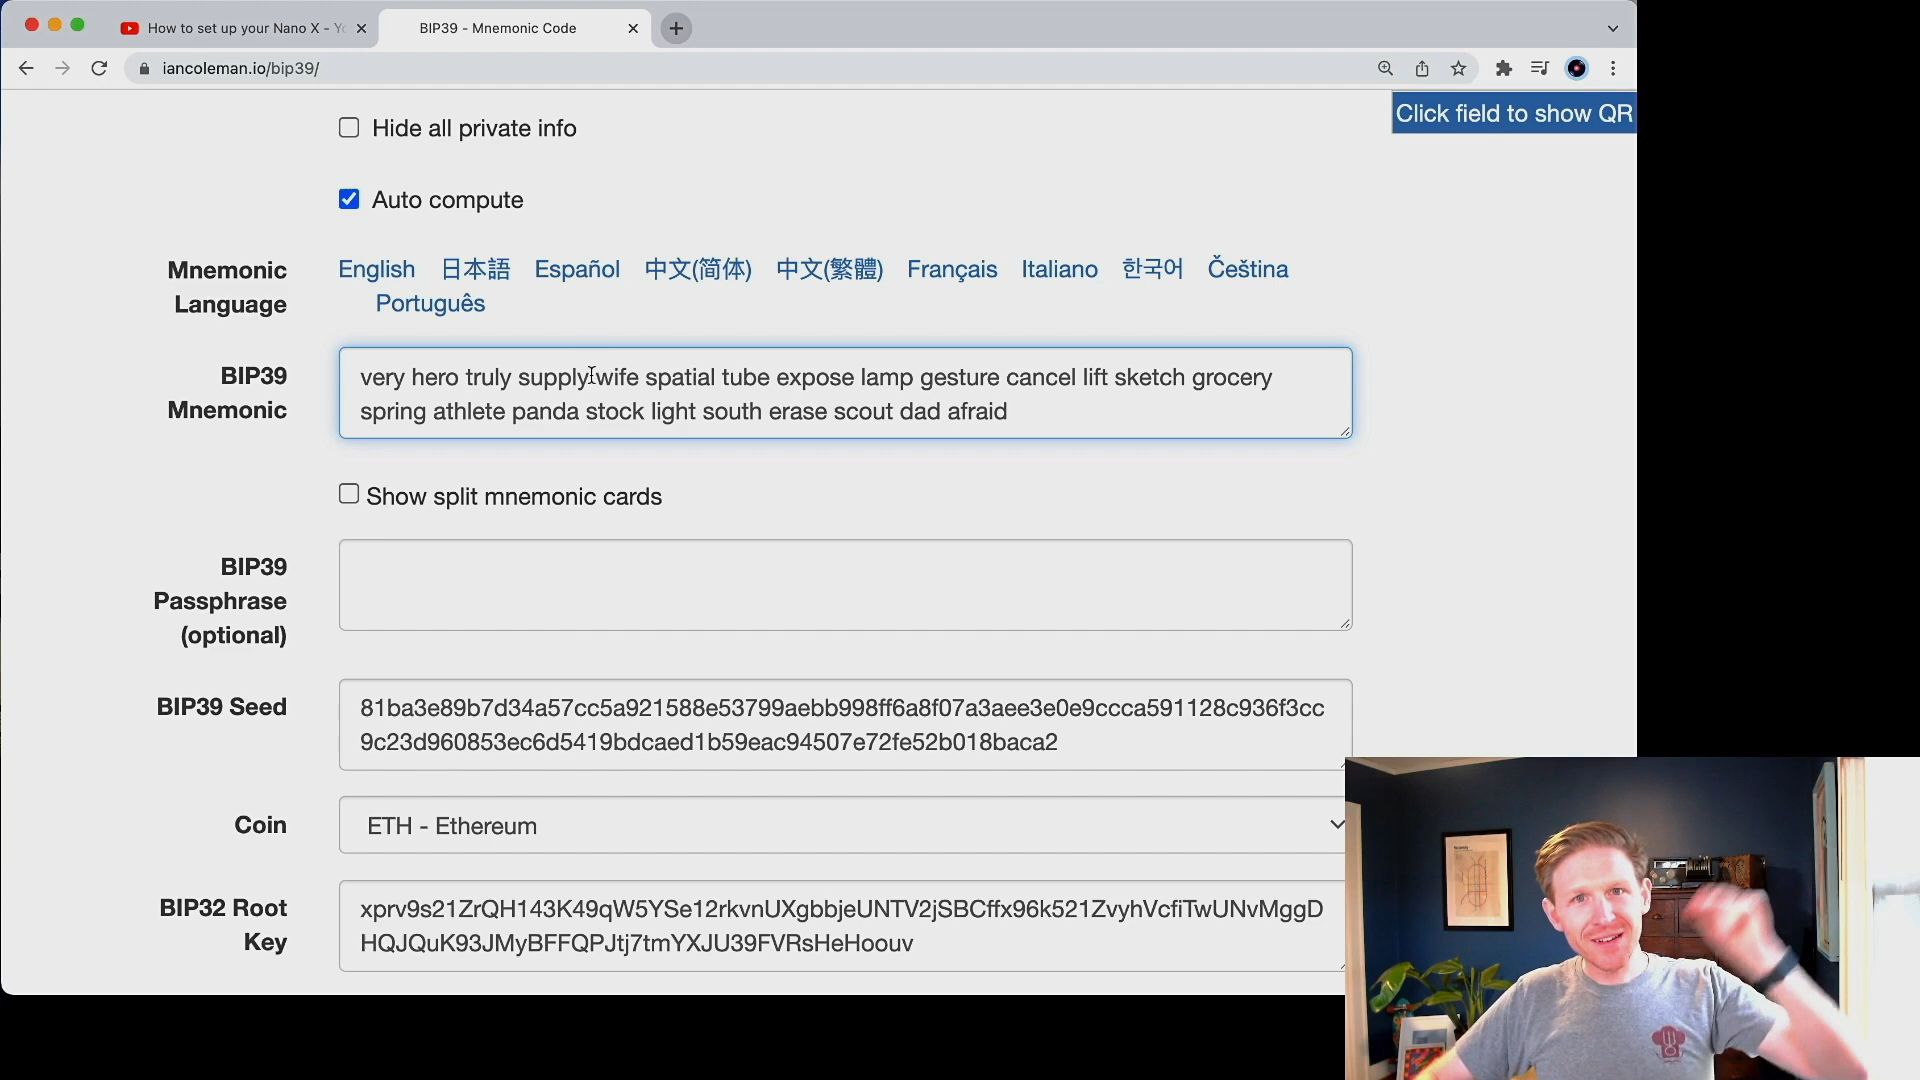 How to set up your Nano X - Yo
BIP39 - Mnemonic Code
iancoleman.io/bip39/
Click field to show QR
Hide all private info
Auto compute
Mnemonic Language
English 日本語 Español 中文(简体) 中文(繁體) Français Italiano 한국어 Čeština
Português
BIP39 Mnemonic
very hero truly supply wife spatial tube expose lamp gesture cancel lift sketch grocery
spring athlete panda stock light south erase scout dad afraid
Show split mnemonic cards
BIP39 Passphrase (optional)
BIP39 Seed
81ba3e89b7d34a57cc5a921588e53799aebb998ff6a8f07a3aee3e0e9ccca591128c936f3cc
9c23d960853ec6d5419bdcaed1b59eac94507e72fe52b018baca2
Coin
ETH - Ethereum
BIP32 Root Key
xprv9s21ZrQH143K49qW5YSe12rkvnUXgbbjeUNTV2jSBCffx96k521ZvyhVcfiTwUNvMggD
HQJQuK93JMyBFFQPJtj7tmYXJU39FVRsHeHoouv